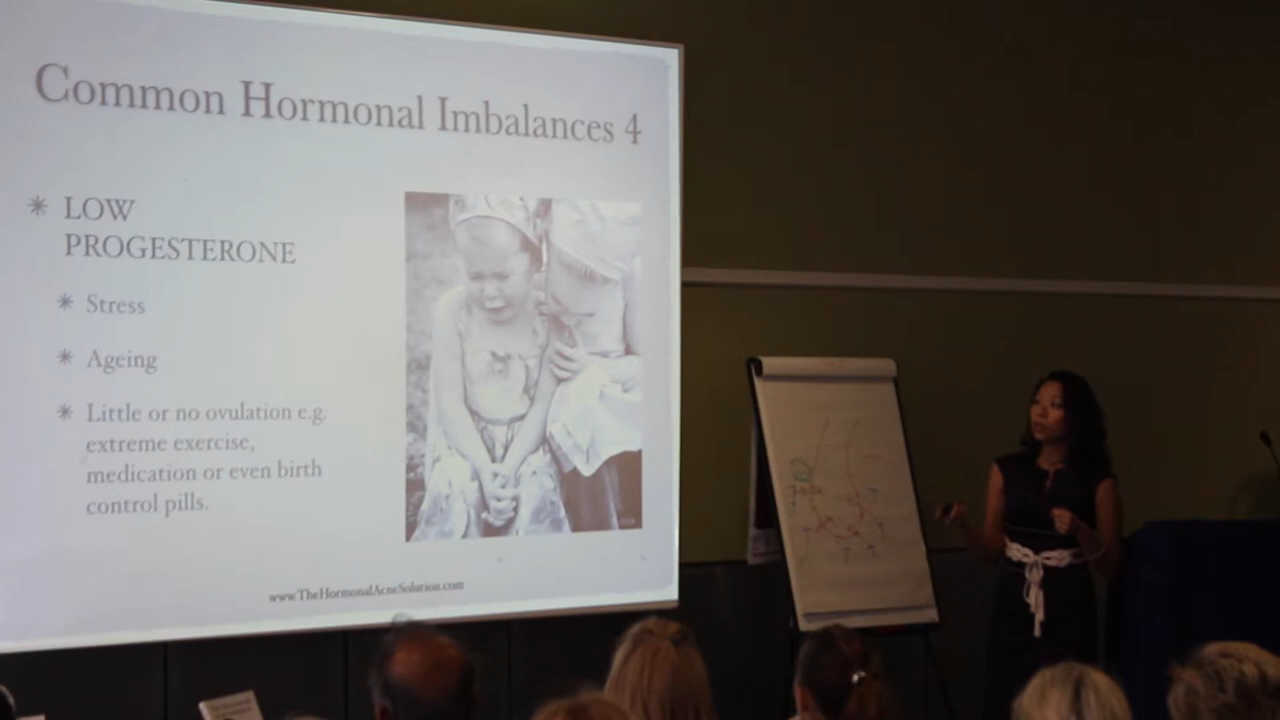 Common Hormonal Imbalances 4
* LOW
PROGESTERONE
* Stress
* Ageing
* Little or no ovulation e.g.
extreme exercise,
medication or even birth
control pills.
www.TheHormonalAcneSolution.com